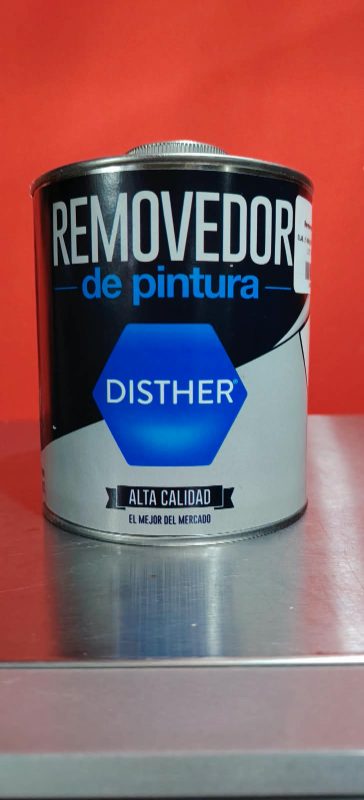 REMOVEDOR
de pintura
DISTHER®
ALTA CALIDAD
EL MEJOR DEL MERCADO